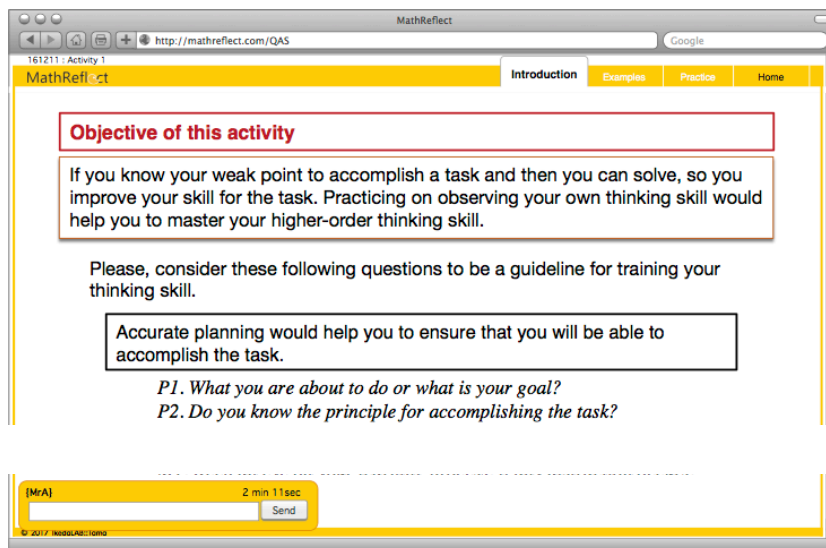 MathReflect
http://mathreflect.com/QAS
Google
161211 : Activity 1
MathReflect
Introduction
Examples
Practice
Home
Objective of this activity
If you know your weak point to accomplish a task and then you can solve, so you
improve your skill for the task. Practicing on observing your own thinking skill would
help you to master your higher-order thinking skill.
Please, consider these following questions to be a guideline for training your
thinking skill.
Accurate planning would help you to ensure that you will be able to
accomplish the task.
P1. What you are about to do or what is your goal?
P2. Do you know the principle for accomplishing the task?
{MrA}
2 min 11sec
Send
© 2017 IkedaLAB::Tama